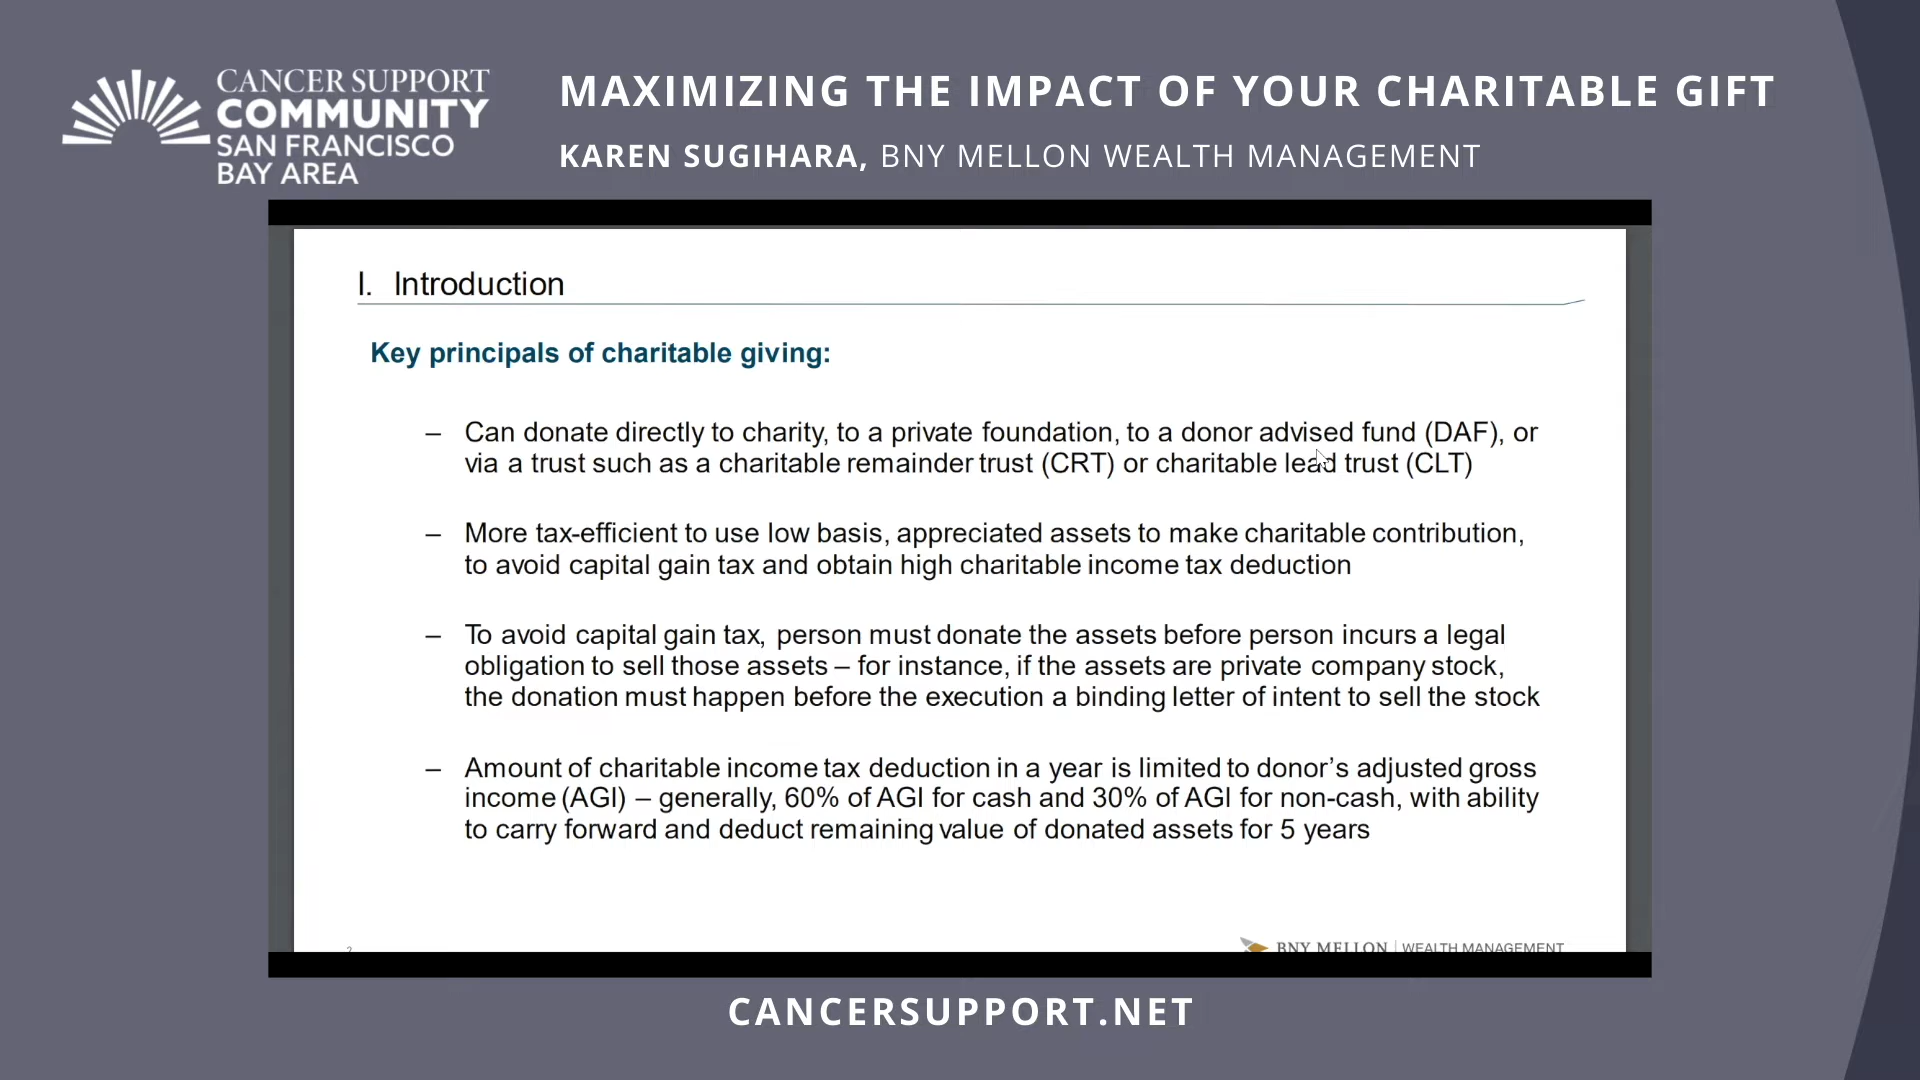 CANCER SUPPORT
COMMUNITY
SAN FRANCISCO
BAY AREA
MAXIMIZING THE IMPACT OF YOUR CHARITABLE GIFT
KAREN SUGIHARA, BNY MELLON WEALTH MANAGEMENT
I. Introduction
Key principals of charitable giving:
– Can donate directly to charity, to a private foundation, to a donor advised fund (DAF), or
via a trust such as a charitable remainder trust (CRT) or charitable lead trust (CLT)
– More tax-efficient to use low basis, appreciated assets to make charitable contribution,
to avoid capital gain tax and obtain high charitable income tax deduction
– To avoid capital gain tax, person must donate the assets before person incurs a legal
obligation to sell those assets – for instance, if the assets are private company stock,
the donation must happen before the execution a binding letter of intent to sell the stock
– Amount of charitable income tax deduction in a year is limited to donor’s adjusted gross
income (AGI) – generally, 60% of AGI for cash and 30% of AGI for non-cash, with ability
to carry forward and deduct remaining value of donated assets for 5 years
2
BNY MELLON | WEALTH MANAGEMENT
CANCERSUPPORT.NET